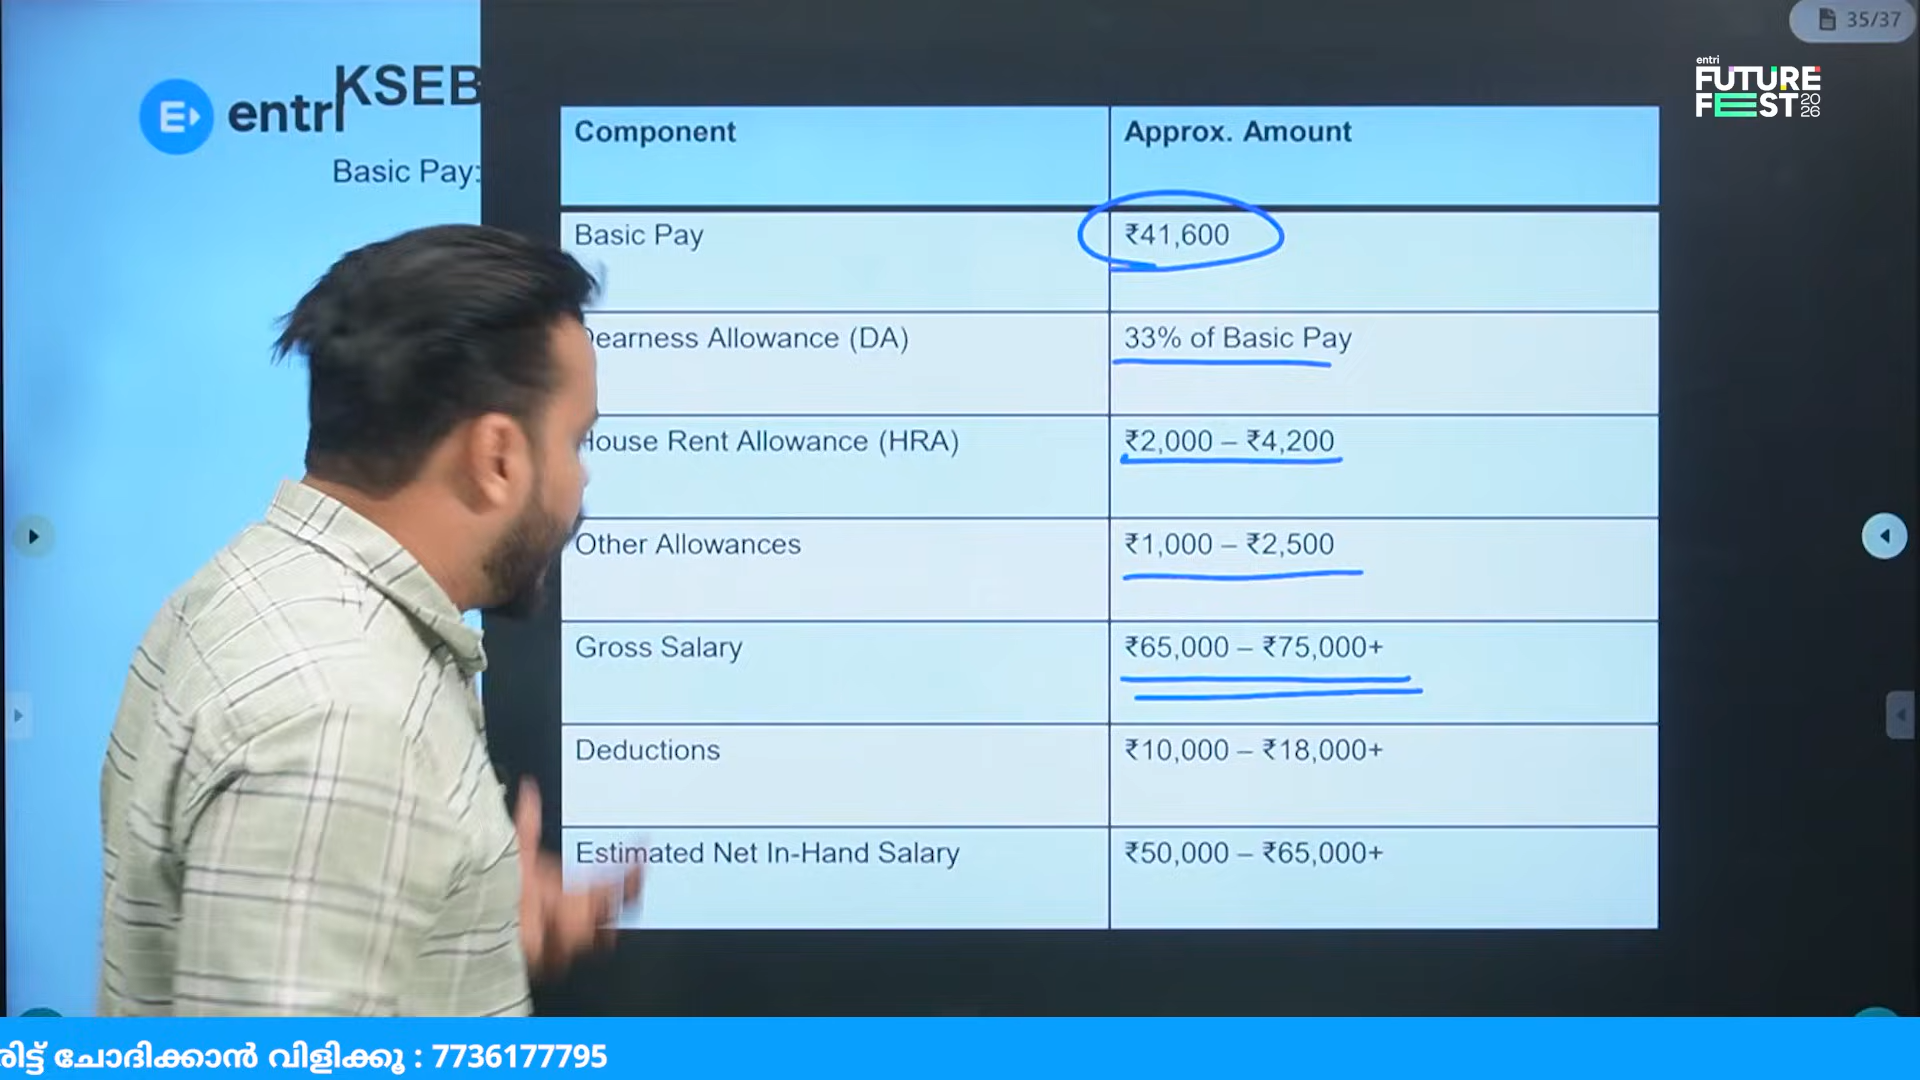 35/37
entri
FUTURE
FEST 20
26
KSEB
entri
Basic Pay:
Component Approx. Amount
Basic Pay ₹41,600
Dearness Allowance (DA) 33% of Basic Pay
House Rent Allowance (HRA) ₹2,000 – ₹4,200
Other Allowances ₹1,000 – ₹2,500
Gross Salary ₹65,000 – ₹75,000+
Deductions ₹10,000 – ₹18,000+
Estimated Net In-Hand Salary ₹50,000 – ₹65,000+
രിട്ട് ചോദിക്കാൻ വിളിക്കൂ : 7736177795